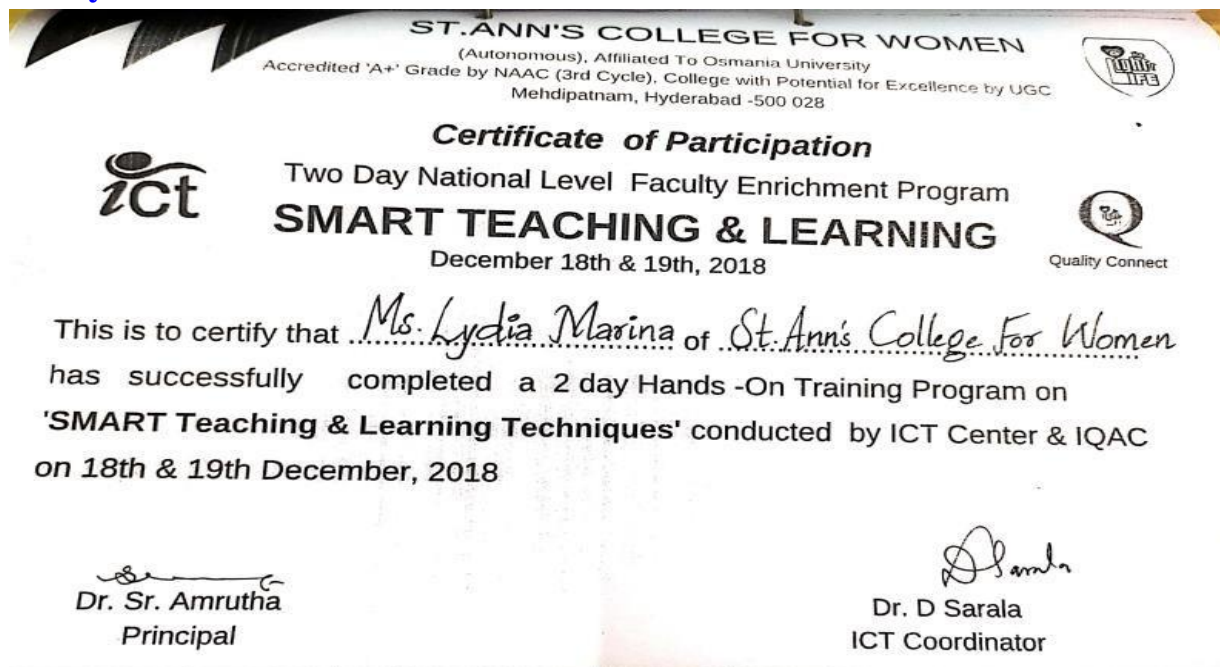 ST.ANN'S COLLEGE FOR WOMEN
(Autonomous), Affiliated To Osmania University
Accredited 'A+' Grade by NAAC (3rd Cycle), College with Potential for Excellence by UGC
Mehdipatnam, Hyderabad -500 028
Certificate of Participation
ict
Two Day National Level Faculty Enrichment Program
SMART TEACHING & LEARNING
December 18th & 19th, 2018
Quality Connect
This is to certify that Ms. Lydia Marina of St. Ann's College For Women
has successfully completed a 2 day Hands -On Training Program on
'SMART Teaching & Learning Techniques' conducted by ICT Center & IQAC
on 18th & 19th December, 2018
DSarala
Dr. Sr. Amrutha
Principal
Dr. D Sarala
ICT Coordinator